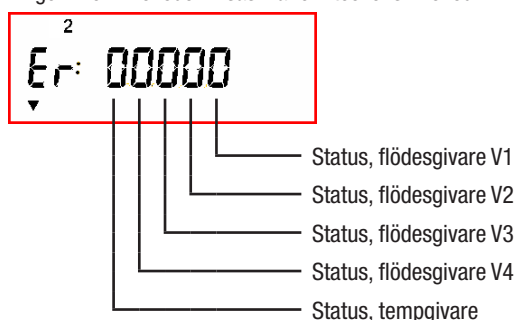 2
Er: 00000
Status, flödesgivare V1
Status, flödesgivare V2
Status, flödesgivare V3
Status, flödesgivare V4
Status, tempgivare